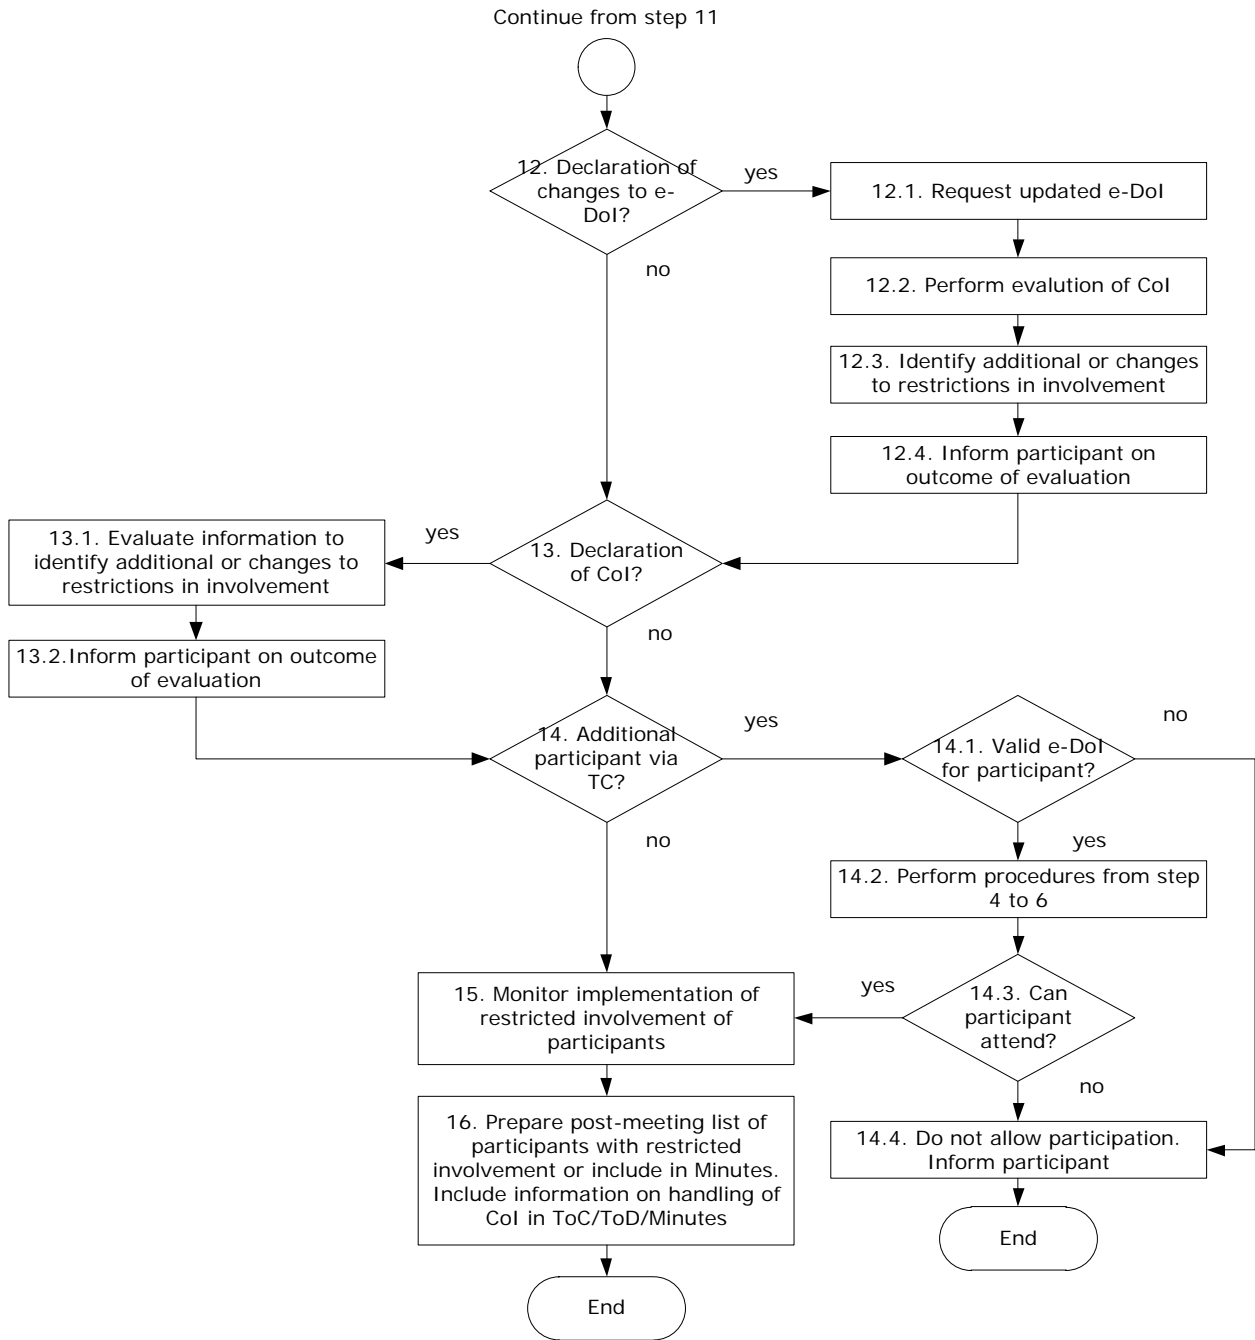 Continue from step 11
12. Declaration of
changes to e-
DoI?
yes
no
12.1. Request updated e-DoI
12.2. Perform evalution of CoI
12.3. Identify additional or changes
to restrictions in involvement
12.4. Inform participant on
outcome of evaluation
13. Declaration
of CoI?
yes
no
13.1. Evaluate information to
identify additional or changes to
restrictions in involvement
13.2.Inform participant on outcome
of evaluation
14. Additional
participant via
TC?
yes
no
14.1. Valid e-DoI
for participant?
no
yes
14.2. Perform procedures from step
4 to 6
14.3. Can
participant
attend?
yes
no
14.4. Do not allow participation.
Inform participant
End
15. Monitor implementation of
restricted involvement of
participants
16. Prepare post-meeting list of
participants with restricted
involvement or include in Minutes.
Include information on handling of
CoI in ToC/ToD/Minutes
End